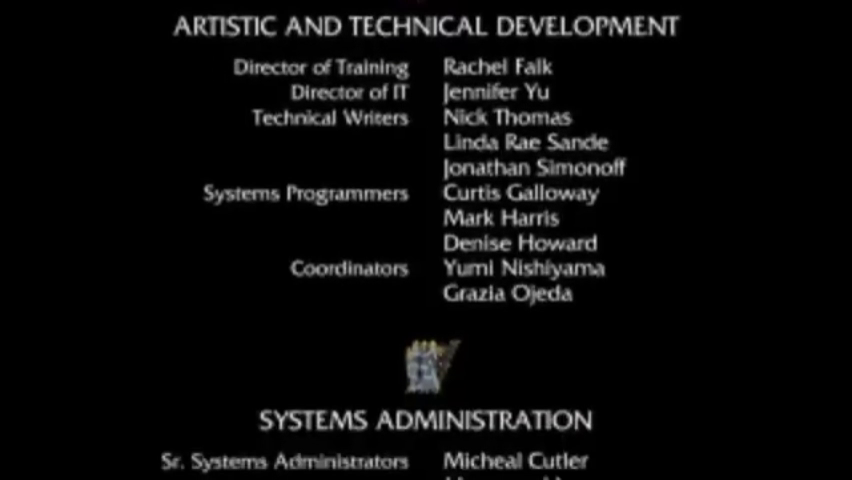 ARTISTIC AND TECHNICAL DEVELOPMENT
Director of Training Rachel Falk
Director of IT Jennifer Yu
Technical Writers Nick Thomas
Linda Rae Sande
Jonathan Simonoff
Systems Programmers Curtis Galloway
Mark Harris
Denise Howard
Coordinators Yumi Nishiyama
Grazia Ojeda
SYSTEMS ADMINISTRATION
Sr. Systems Administrators Micheal Cutler